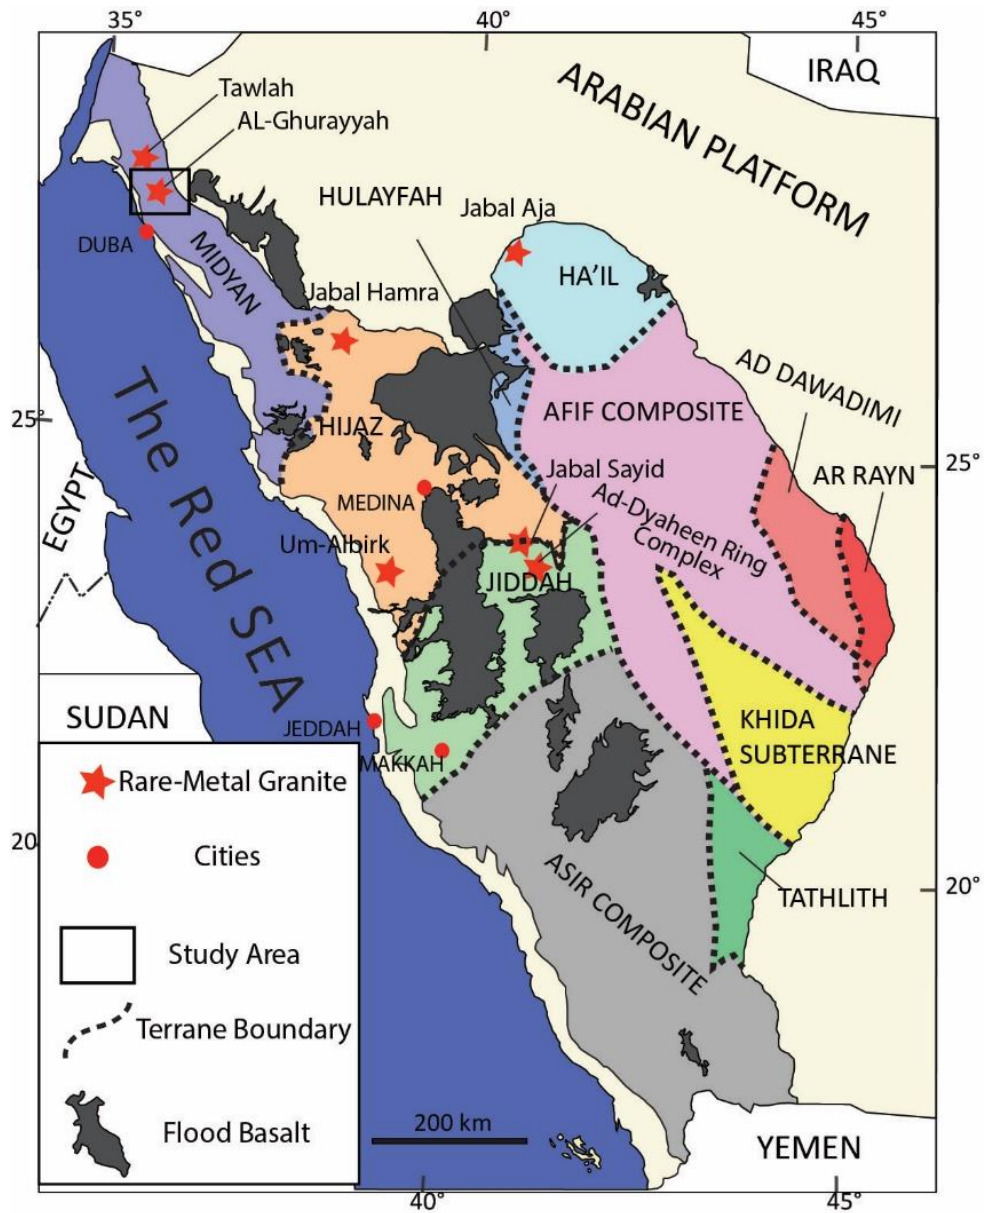 35°
40°
45°
IRAQ
ARABIAN PLATFORM
Tawlah
AL-Ghurayyah
HULAYFAH
Jabal Aja
DUBA
MIDYAN
HA'IL
Jabal Hamra
AD DAWADIMI
The Red SEA
25°
AFIF COMPOSITE
HIJAZ
25°
EGYPT
Jabal Sayid
AR RAYN
MEDINA
Ad-Dyaheen Ring
Complex
Um-Albirk
JIDDAH
SUDAN
JEDDAH
KHIDA
SUBTERRANE
MAKKAH
Rare-Metal Granite
20
Cities
ASIR COMPOSITE
20°
TATHLITH
Study Area
Terrane Boundary
200 km
Flood Basalt
YEMEN
40°
45°